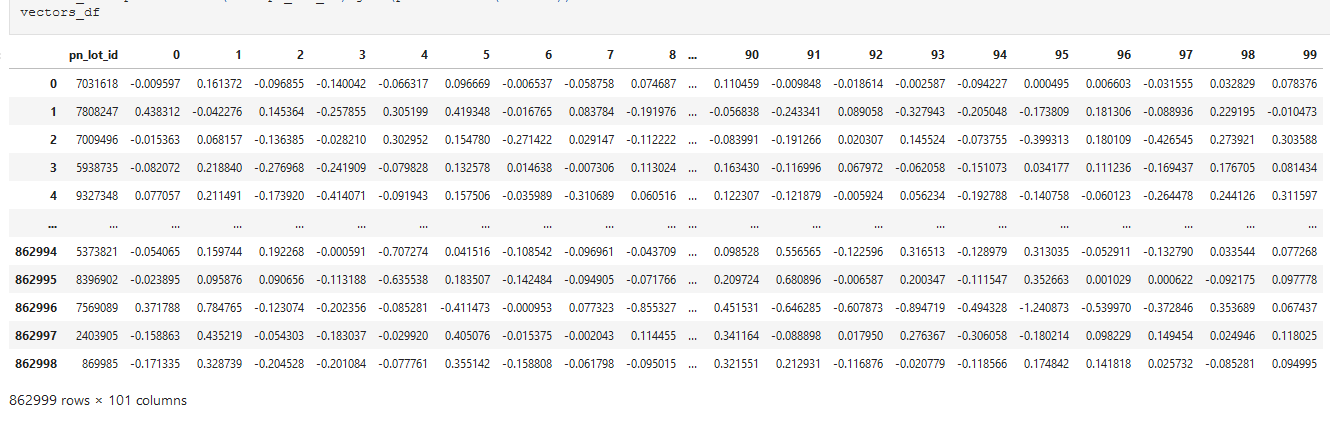 vectors_df
pn_lot_id 0 1 2 3 4 5 6 7 8 ... 90 91 92 93 94 95 96 97 98 99
0 7031618 -0.009597 0.161372 -0.096855 -0.140042 -0.066317 0.096669 -0.006537 -0.058758 0.074687 ... 0.110459 -0.009848 -0.018614 -0.002587 -0.094227 0.000495 0.006603 -0.031555 0.032829 0.078376
1 7808247 0.438312 -0.042276 0.145364 -0.257855 0.305199 0.419348 -0.016765 0.083784 -0.191976 ... -0.056838 -0.243341 0.089058 -0.327943 -0.205048 -0.173809 0.181306 -0.088936 0.229195 -0.010473
2 7009496 -0.015363 0.068157 -0.136385 -0.028210 0.302952 0.154780 -0.271422 0.029147 -0.112222 ... -0.083991 -0.191266 0.020307 0.145524 -0.073755 -0.399313 0.180109 -0.426545 0.273921 0.303588
3 5938735 -0.082072 0.218840 -0.276968 -0.241909 -0.079828 0.132578 0.014638 -0.007306 0.113024 ... 0.163430 -0.116996 0.067972 -0.062058 -0.151073 0.034177 0.111236 -0.169437 0.176705 0.081434
4 9327348 0.077057 0.211491 -0.173920 -0.414071 -0.091943 0.157506 -0.035989 -0.310689 0.060516 ... 0.122307 -0.121879 -0.005924 0.056234 -0.192788 -0.140758 -0.060123 -0.264478 0.244126 0.311597
... ... ... ... ... ... ... ... ... ... ... ... ... ... ... ... ... ... ... ... ... ...
862994 5373821 -0.054065 0.159744 0.192268 -0.000591 -0.707274 0.041516 -0.108542 -0.096961 -0.043709 ... 0.098528 0.556565 -0.122596 0.316513 -0.128979 0.313035 -0.052911 -0.132790 0.033544 0.077268
862995 8396902 -0.023895 0.095876 0.090656 -0.113188 -0.635538 0.183507 -0.142484 -0.094905 -0.071766 ... 0.209724 0.680896 -0.006587 0.200347 -0.111547 0.352663 0.001029 0.000622 -0.092175 0.097778
862996 7569089 0.371788 0.784765 -0.123074 -0.202356 -0.085281 -0.411473 -0.000953 0.077323 -0.855327 ... 0.451531 -0.646285 -0.607873 -0.894719 -0.494328 -1.240873 -0.539970 -0.372846 0.353689 0.067437
862997 2403905 -0.158863 0.435219 -0.054303 -0.183037 -0.029920 0.405076 -0.015375 -0.002043 0.114455 ... 0.341164 -0.088898 0.017950 0.276367 -0.306058 -0.180214 0.098229 0.149454 0.024946 0.118025
862998 869985 -0.171335 0.328739 -0.204528 -0.201084 -0.077761 0.355142 -0.158808 -0.061798 -0.095015 ... 0.321551 0.212931 -0.116876 -0.020779 -0.118566 0.174842 0.141818 0.025732 -0.085281 0.094995
862999 rows × 101 columns